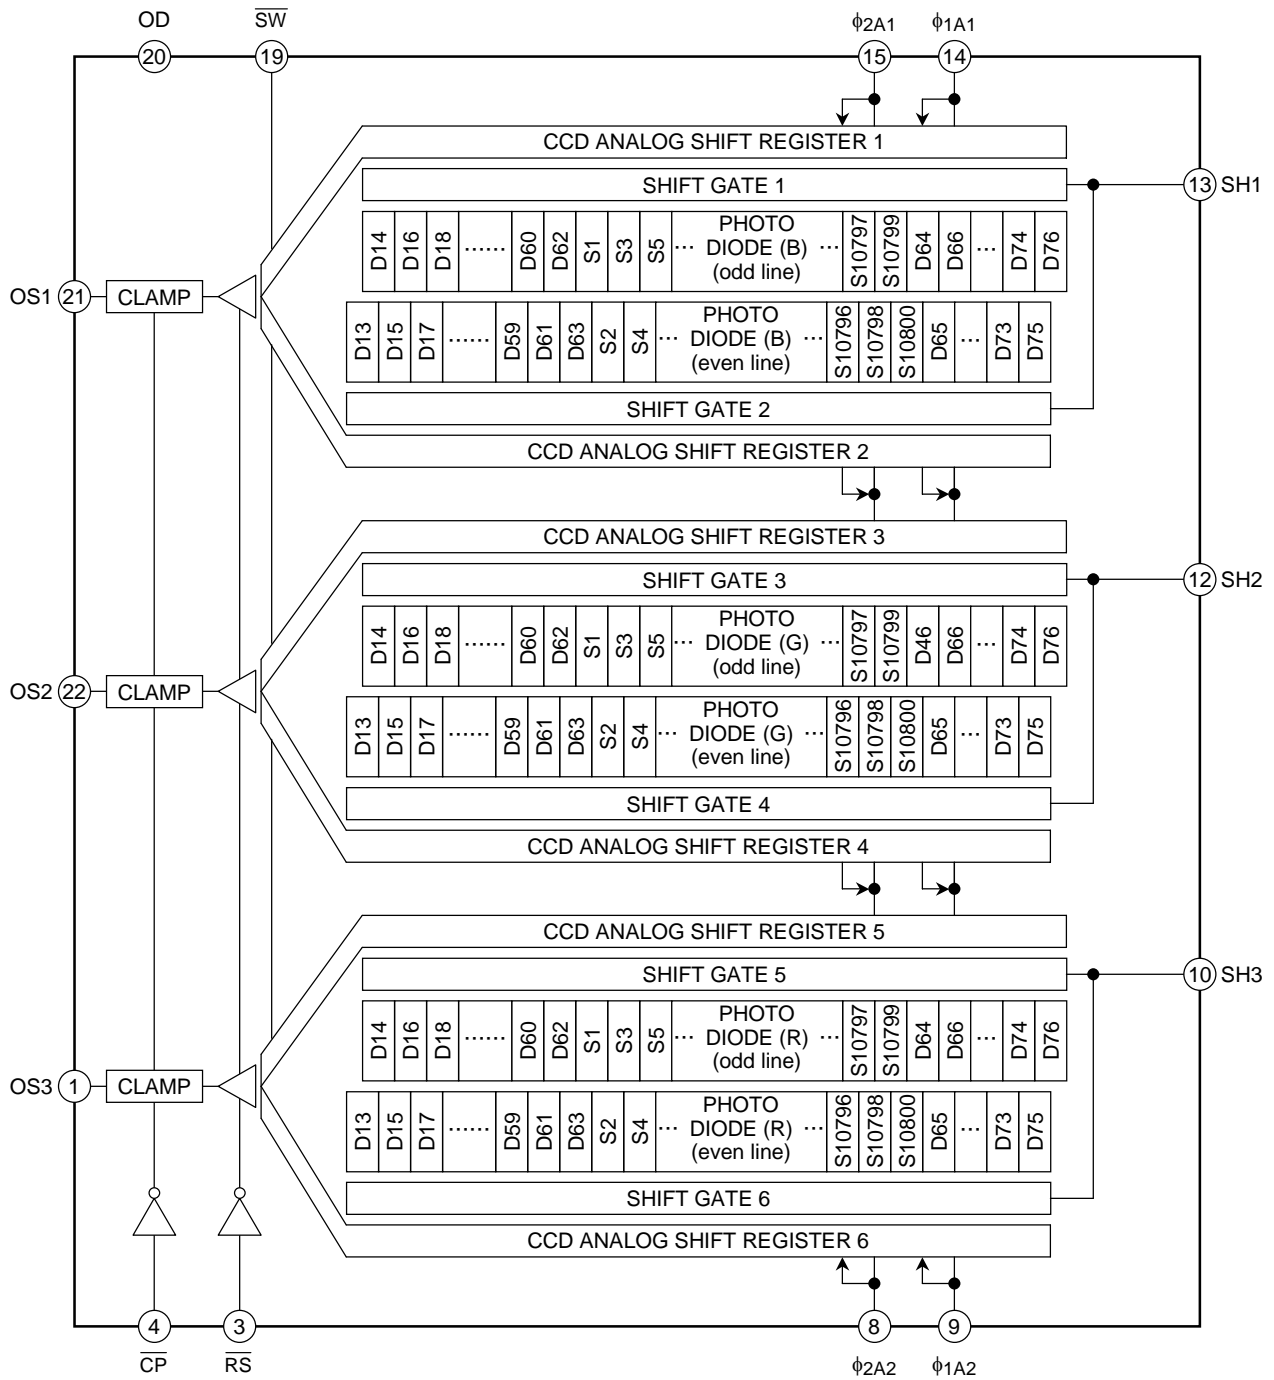 OD SW ϕ2A1 ϕ1A1
20 19 15 14
CCD ANALOG SHIFT REGISTER 1
SHIFT GATE 1
13 SH1
D14 D16 D18 ...... D60 D62 S1 S3 S5 ... PHOTO DIODE (B) (odd line) ... S10797 S10799 D64 D66 ... D74 D76
OS1 21 CLAMP
D13 D15 D17 ...... D59 D61 D63 S2 S4 ... PHOTO DIODE (B) (even line) ... S10796 S10798 S10800 D65 ... D73 D75
SHIFT GATE 2
CCD ANALOG SHIFT REGISTER 2
CCD ANALOG SHIFT REGISTER 3
SHIFT GATE 3
12 SH2
D14 D16 D18 ...... D60 D62 S1 S3 S5 ... PHOTO DIODE (G) (odd line) ... S10797 S10799 D46 D66 ... D74 D76
OS2 22 CLAMP
D13 D15 D17 ...... D59 D61 D63 S2 S4 ... PHOTO DIODE (G) (even line) ... S10796 S10798 S10800 D65 ... D73 D75
SHIFT GATE 4
CCD ANALOG SHIFT REGISTER 4
CCD ANALOG SHIFT REGISTER 5
SHIFT GATE 5
10 SH3
D14 D16 D18 ...... D60 D62 S1 S3 S5 ... PHOTO DIODE (R) (odd line) ... S10797 S10799 D64 D66 ... D74 D76
OS3 1 CLAMP
D13 D15 D17 ...... D59 D61 D63 S2 S4 ... PHOTO DIODE (R) (even line) ... S10796 S10798 S10800 D65 ... D73 D75
SHIFT GATE 6
CCD ANALOG SHIFT REGISTER 6
4 3 8 9
CP RS ϕ2A2 ϕ1A2